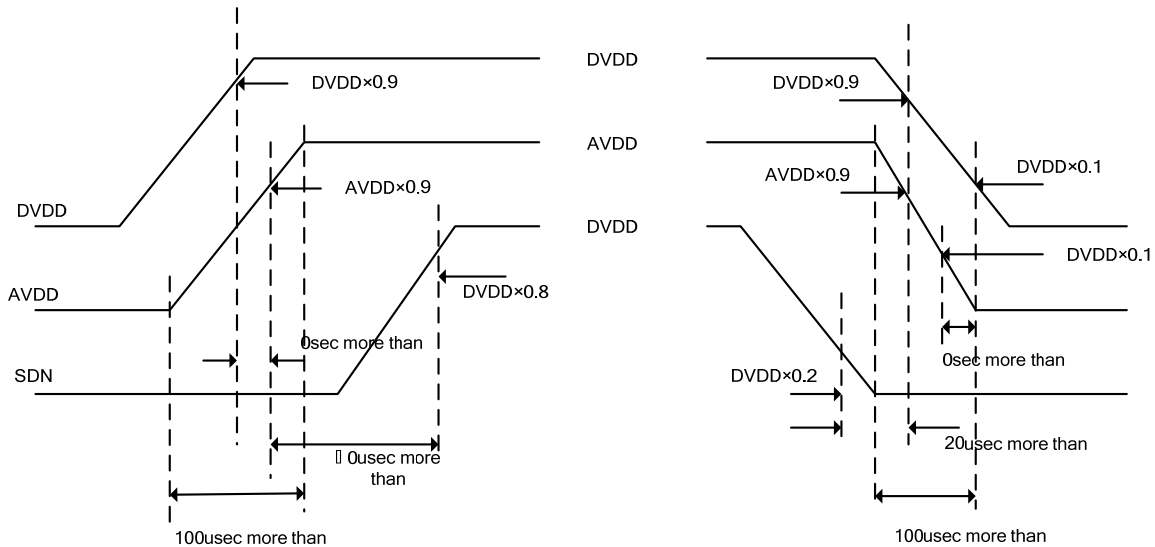 DVDD
DVDD×0.9
DVDD×0.9
AVDD
AVDD×0.9
AVDD×0.9
DVDD×0.1
DVDD
DVDD
DVDD×0.1
AVDD
DVDD×0.8
0sec more than
0sec more than
SDN
DVDD×0.2
20usec more than
0usec more
than
100usec more than
100usec more than